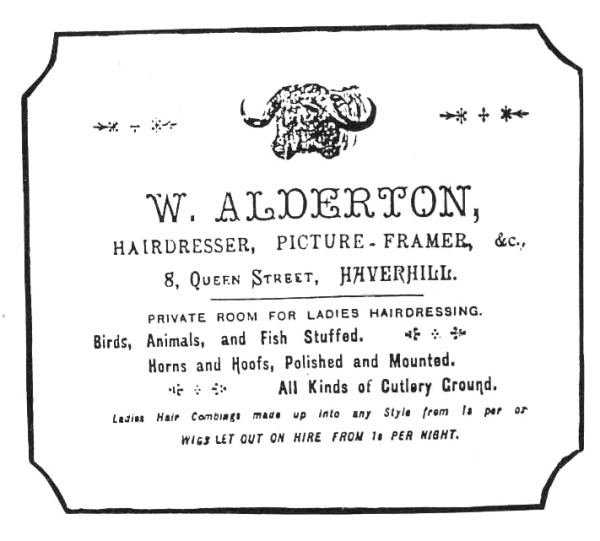 W. ALDERTON,
HAIRDRESSER, PICTURE-FRAMER, &c.,
8, QUEEN STREET, HAVERHILL.
PRIVATE ROOM FOR LADIES HAIRDRESSING.
Birds, Animals, and Fish Stuffed.
Horns and Hoofs, Polished and Mounted.
All Kinds of Cutlery Ground.
Ladies Hair Combings made up into any Style from 1s per oz
WIGS LET OUT ON HIRE FROM 1s PER NIGHT.